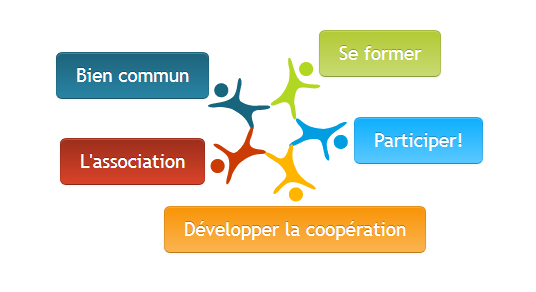 Se former
Bien commun
Participer!
L'association
Développer la coopération